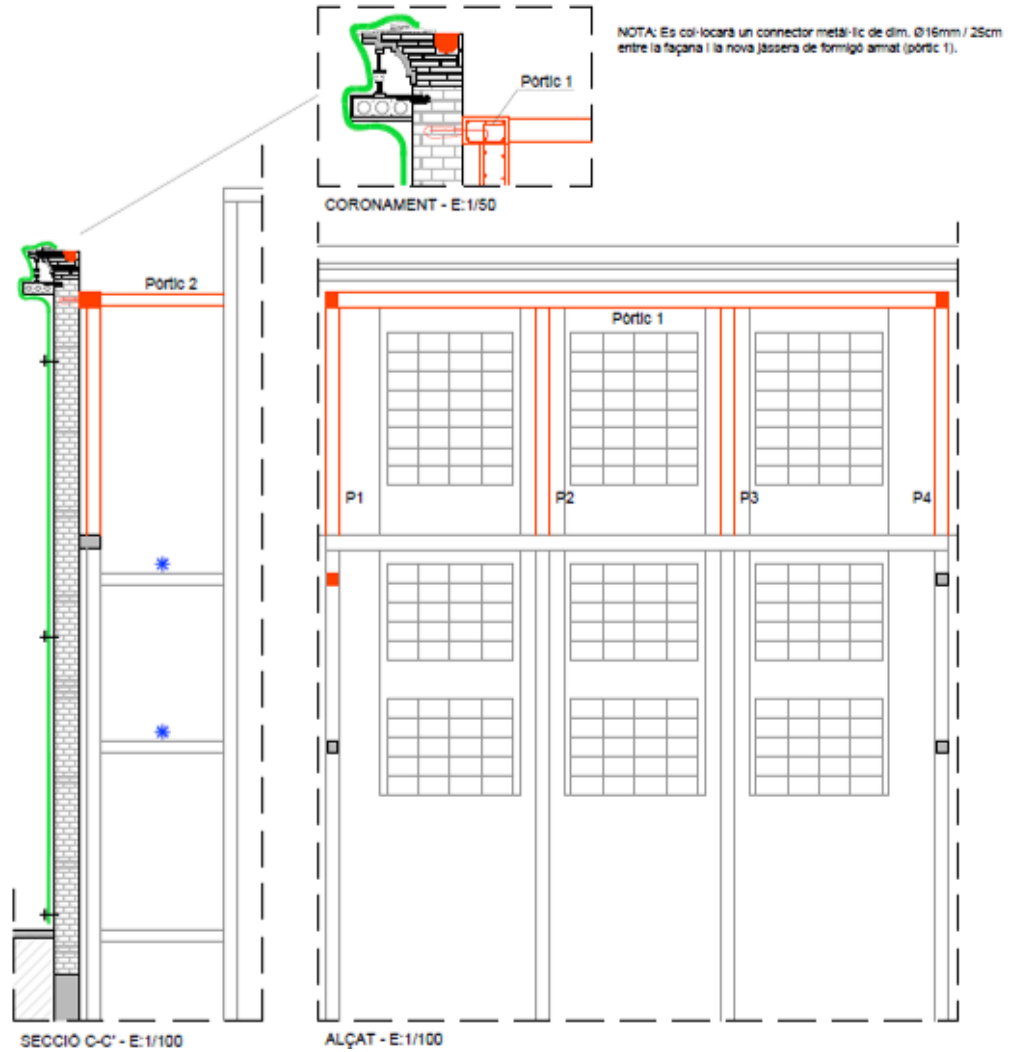 NOTA: Es col·locarà un connector metàl·lic de dim. Ø16mm / 25cm
entre la façana i la nova jàssera de formigó armat (pòrtic 1).
Pòrtic 1
CORONAMENT - E:1/50
Pòrtic 2
Pòrtic 1
P1
P2
P3
P4
SECCIÓ C-C' - E:1/100
ALÇAT - E:1/100